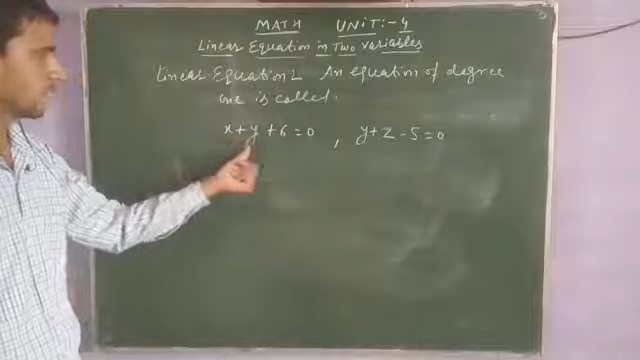 MATH UNIT:- 4
Linear Equation in Two variables
Linear Equation:- An equation of degree
one is called.
x+y+6=0 , y+z-5=0